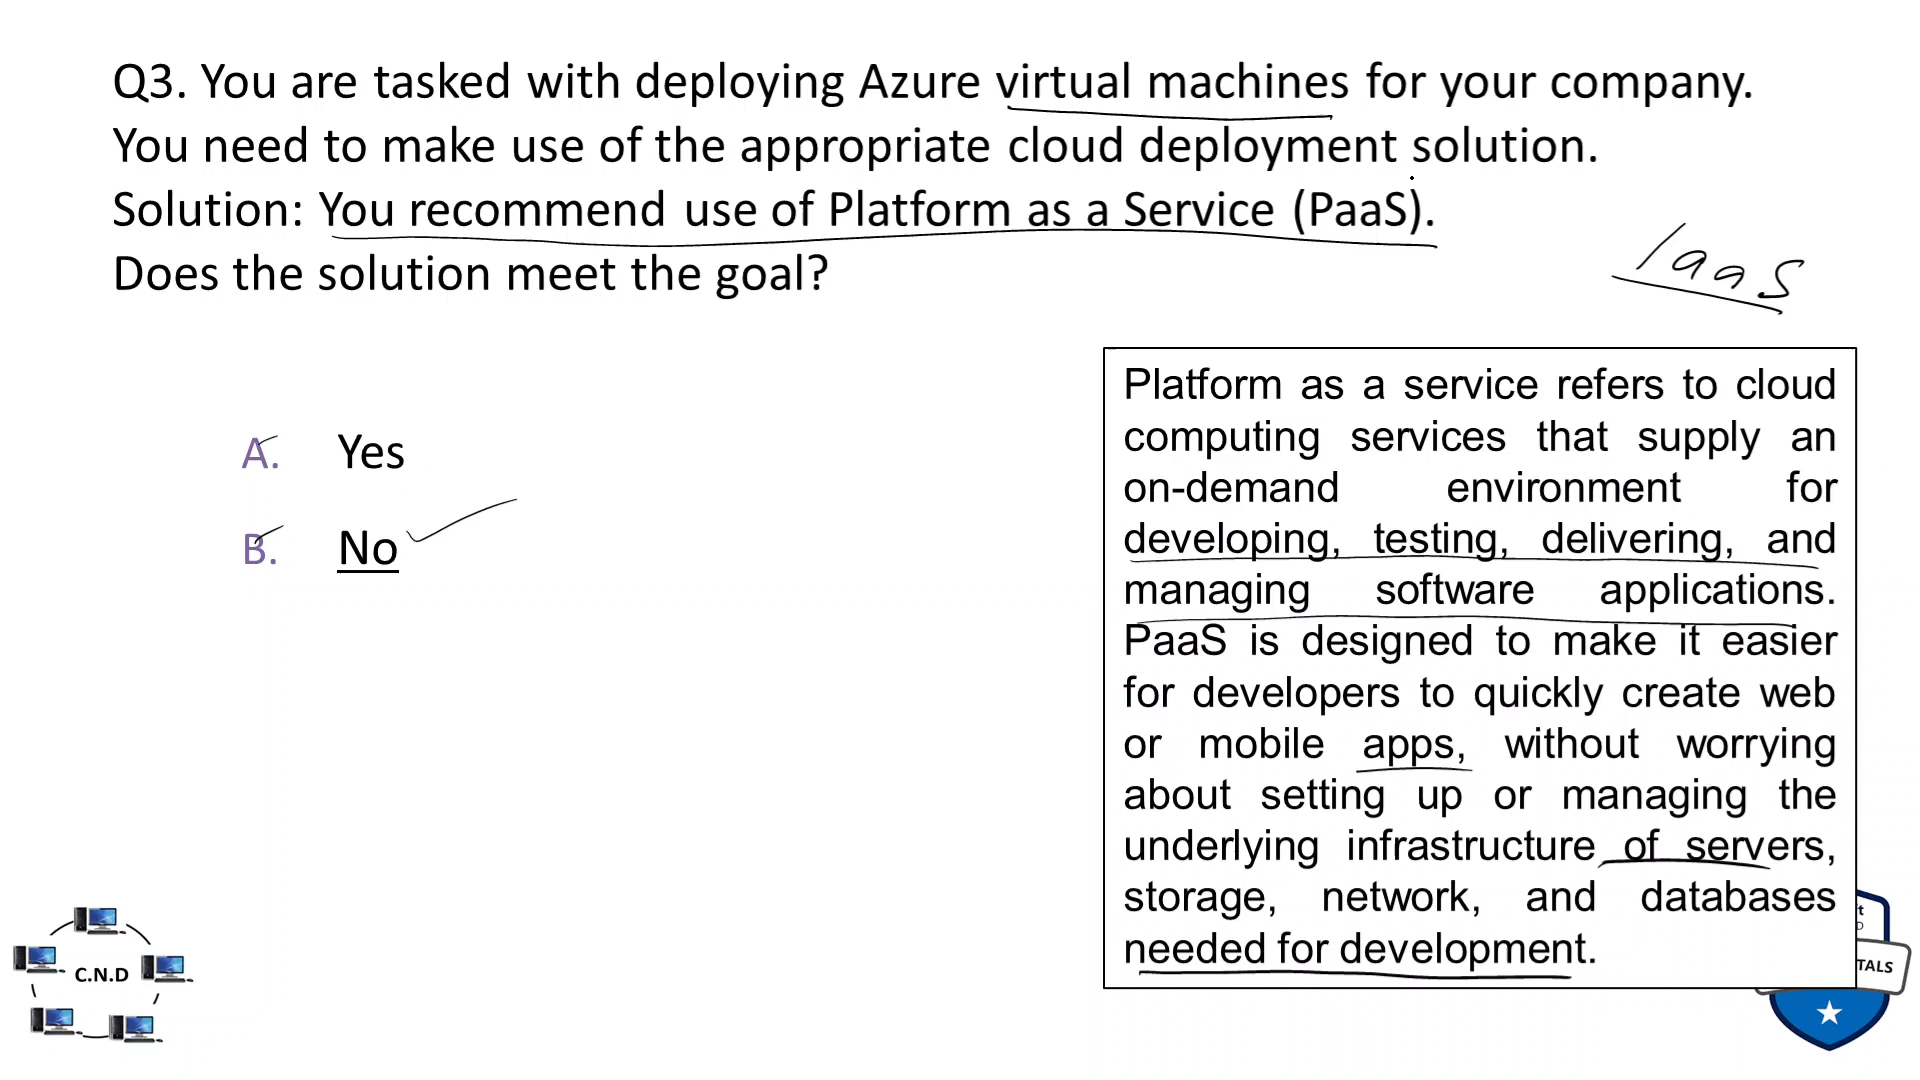 Q3. You are tasked with deploying Azure virtual machines for your company.
You need to make use of the appropriate cloud deployment solution.
Solution: You recommend use of Platform as a Service (PaaS).
Does the solution meet the goal?
IaaS
A. Yes
B. No
Platform as a service refers to cloud
computing services that supply an
on-demand environment for
developing, testing, delivering, and
managing software applications.
PaaS is designed to make it easier
for developers to quickly create web
or mobile apps, without worrying
about setting up or managing the
underlying infrastructure of servers,
storage, network, and databases
needed for development.
C.N.D
TALS